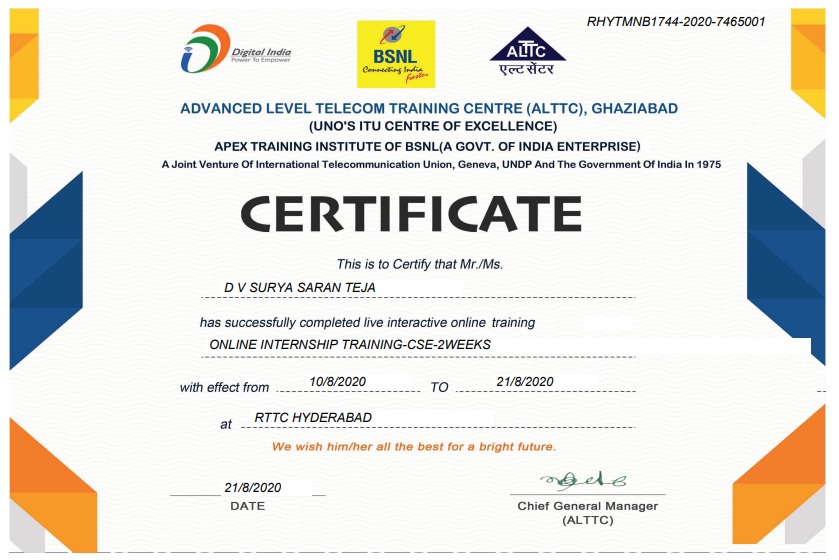 RHYTMNB1744-2020-7465001
Digital India
Power To Empower
BSNL
Connecting India
Faster
ALTTC
एल्ट सेंटर
ADVANCED LEVEL TELECOM TRAINING CENTRE (ALTTC), GHAZIABAD
(UNO'S ITU CENTRE OF EXCELLENCE)
APEX TRAINING INSTITUTE OF BSNL(A GOVT. OF INDIA ENTERPRISE)
A Joint Venture Of International Telecommunication Union, Geneva, UNDP And The Government Of India In 1975
CERTIFICATE
This is to Certify that Mr./Ms.
D V SURYA SARAN TEJA
has successfully completed live interactive online training
ONLINE INTERNSHIP TRAINING-CSE-2WEEKS
with effect from 10/8/2020 TO 21/8/2020
at RTTC HYDERABAD
We wish him/her all the best for a bright future.
21/8/2020
DATE
Chief General Manager
(ALTTC)